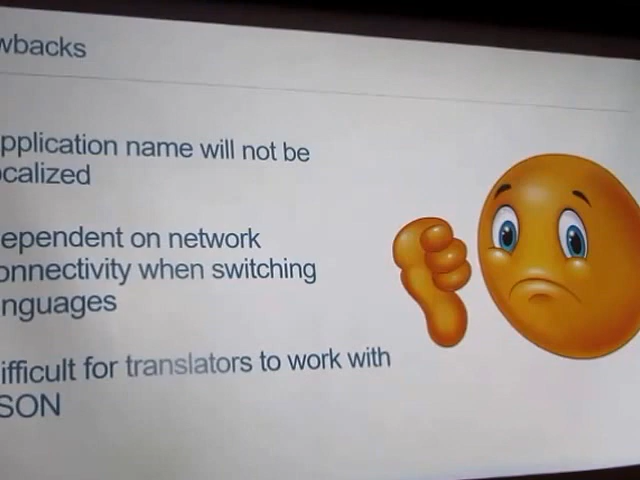 wbacks
pplication name will not be
ocalized
ependent on network
onnectivity when switching
nguages
ifficult for translators to work with
SON